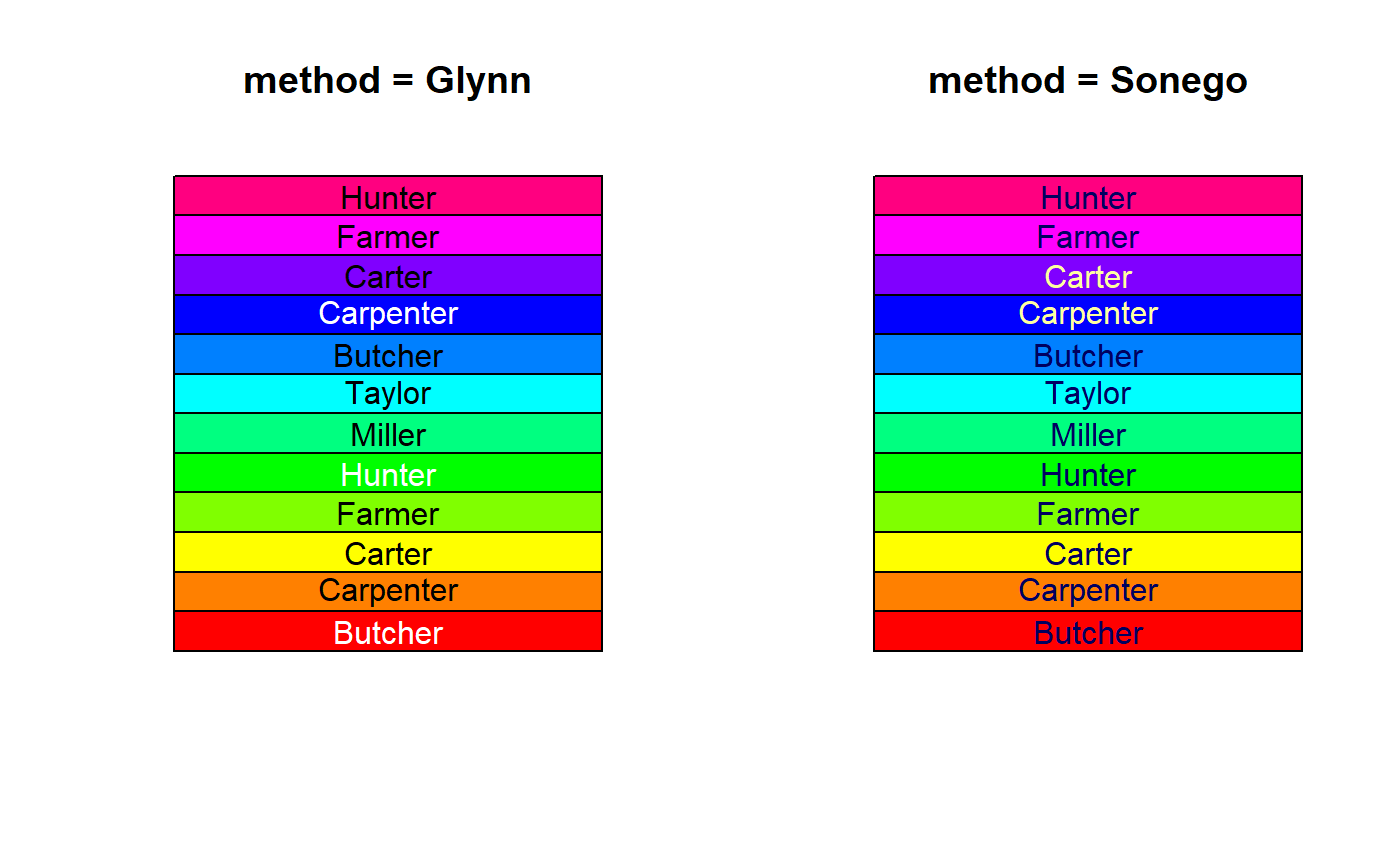 method = Glynn
Hunter
Farmer
Carter
Carpenter
Butcher
Taylor
Miller
Hunter
Farmer
Carter
Carpenter
Butcher
method = Sonego
Hunter
Farmer
Carter
Carpenter
Butcher
Taylor
Miller
Hunter
Farmer
Carter
Carpenter
Butcher